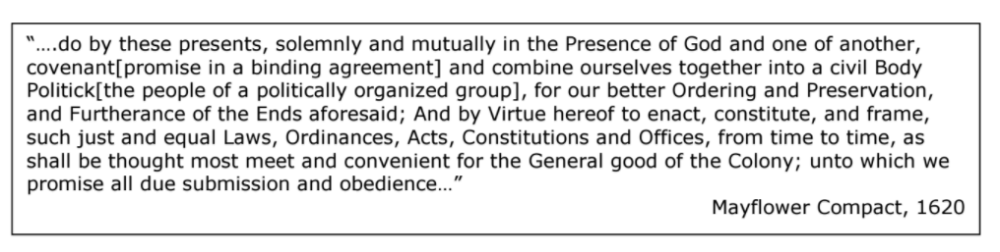 “….do by these presents, solemnly and mutually in the Presence of God and one of another,
covenant[promise in a binding agreement] and combine ourselves together into a civil Body
Politick[the people of a politically organized group], for our better Ordering and Preservation,
and Furtherance of the Ends aforesaid; And by Virtue hereof to enact, constitute, and frame,
such just and equal Laws, Ordinances, Acts, Constitutions and Offices, from time to time, as
shall be thought most meet and convenient for the General good of the Colony; unto which we
promise all due submission and obedience…”
Mayflower Compact, 1620